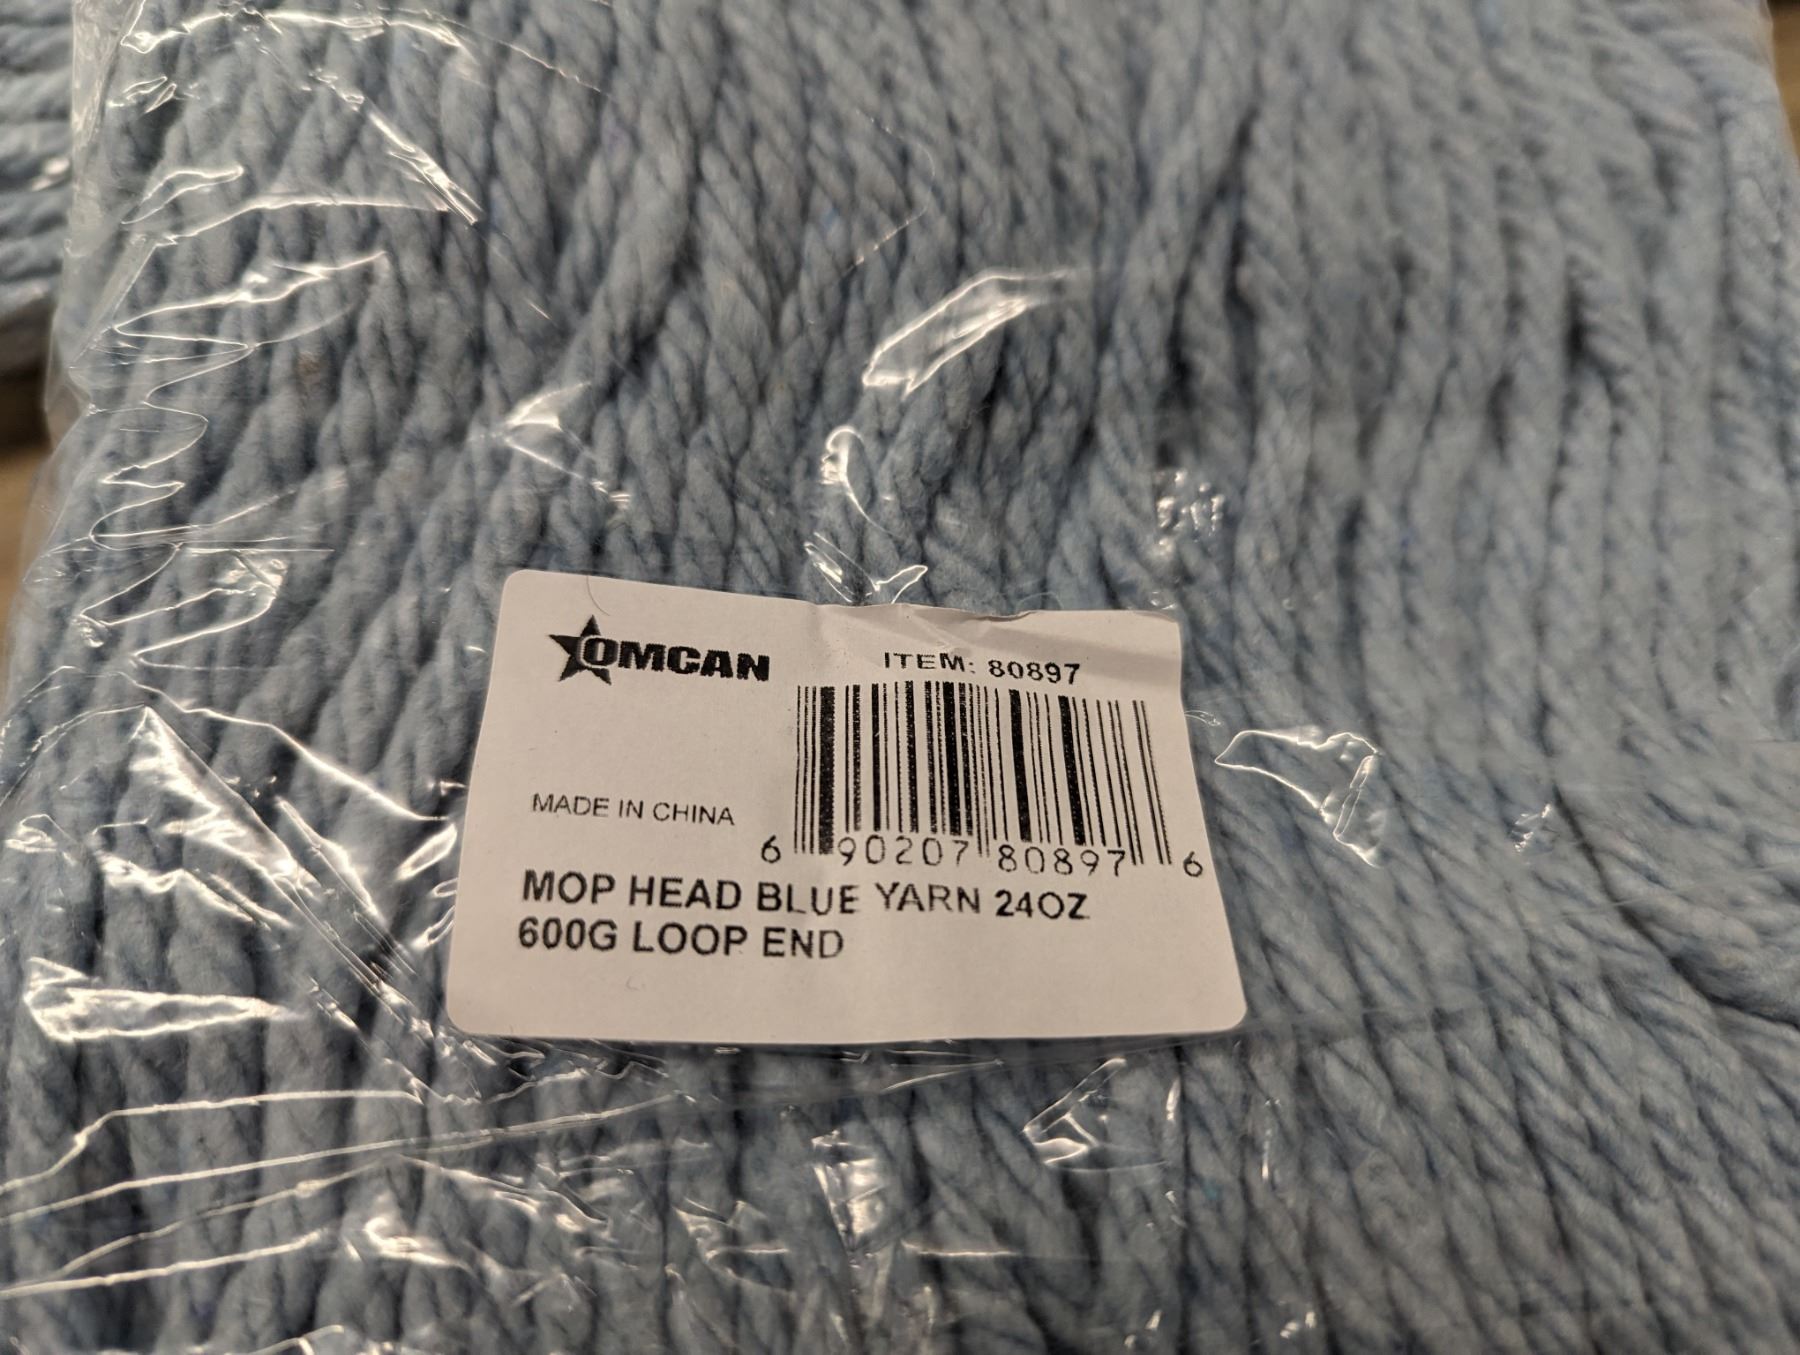 OMCAN
ITEM: 80897
MADE IN CHINA
6 90207 80897 6
MOP HEAD BLUE YARN 24OZ
600G LOOP END